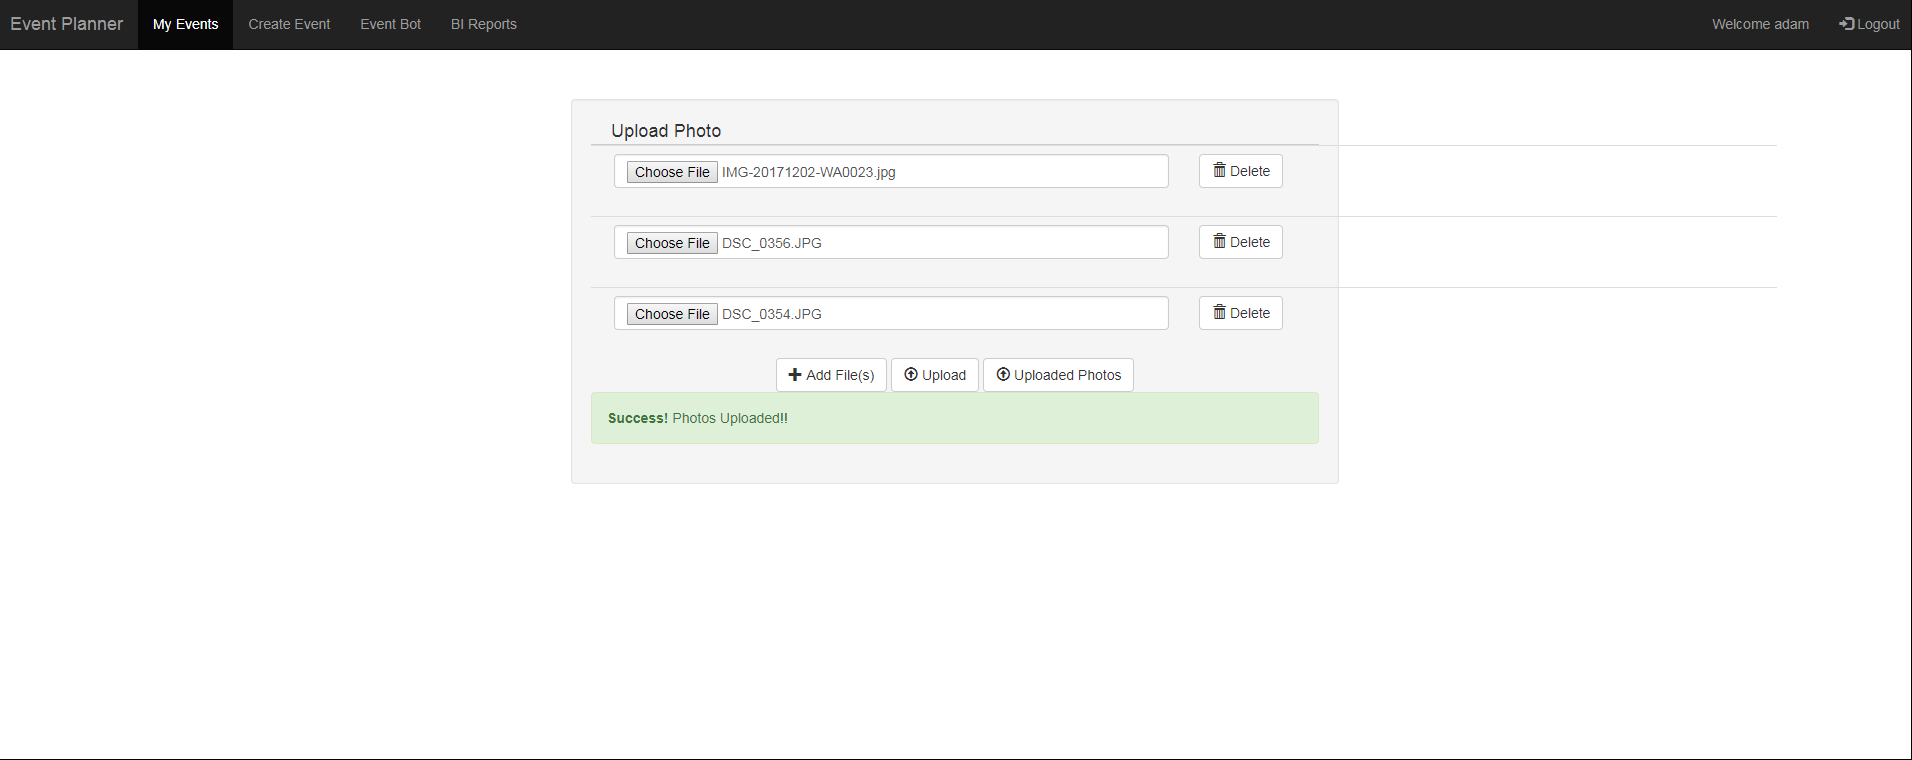 Event Planner My Events Create Event Event Bot BI Reports Welcome adam Logout
Upload Photo
Choose File IMG-20171202-WA0023.jpg Delete
Choose File DSC_0356.JPG Delete
Choose File DSC_0354.JPG Delete
Add File(s) Upload Uploaded Photos
Success! Photos Uploaded!!